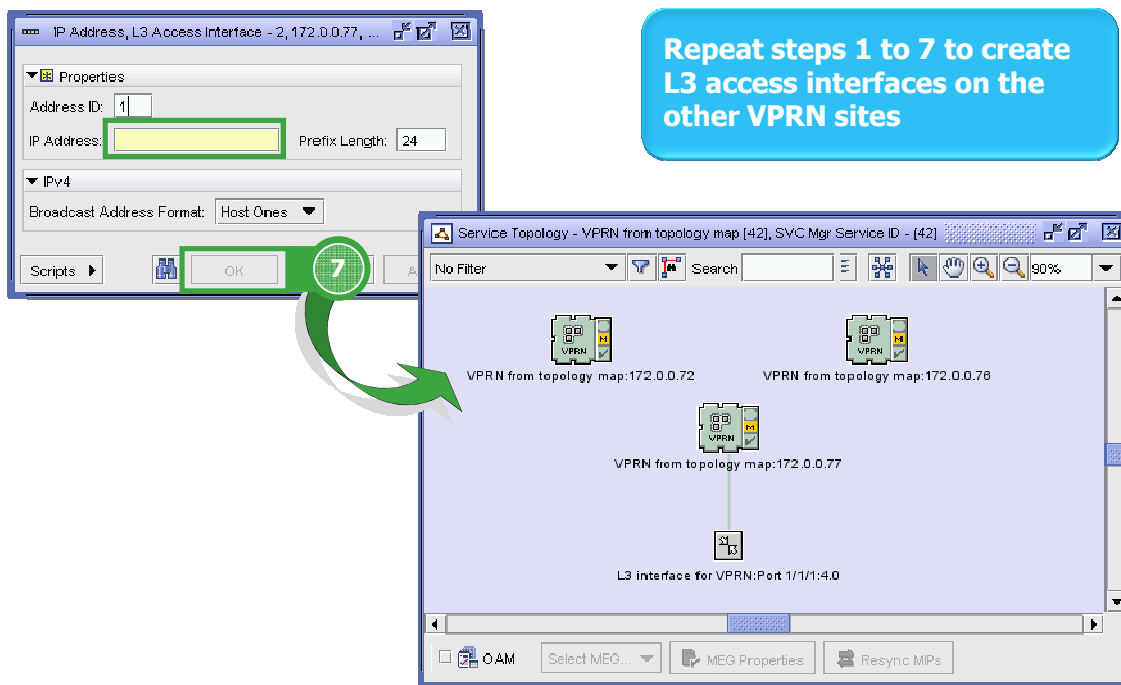 IP Address, L3 Access Interface - 2, 172.0.0.77, ...
Properties
Address ID: 1
IP Address: Prefix Length: 24
IPv4
Broadcast Address Format: Host Ones
Scripts OK 7 A
Repeat steps 1 to 7 to create
L3 access interfaces on the
other VPRN sites
Service Topology - VPRN from topology map [42], SVC Mgr Service ID - [42]
No Filter Search 90%
M VPRN
M VPRN
VPRN from topology map:172.0.0.72
VPRN from topology map:172.0.0.76
M VPRN
VPRN from topology map:172.0.0.77
L3 interface for VPRN:Port 1/1/1:4.0
OAM Select MEG... MEG Properties Resync MIPs